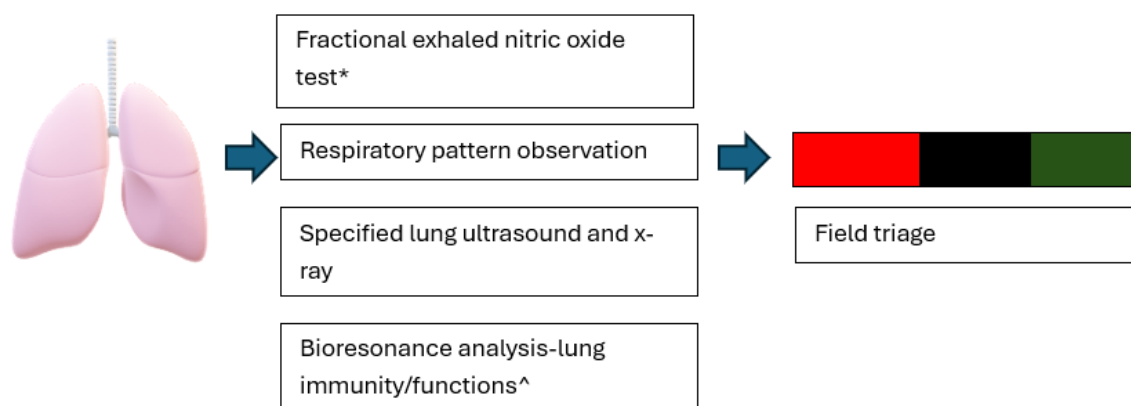 Fractional exhaled nitric oxide
test*
Respiratory pattern observation
Specified lung ultrasound and x-
ray
Bioresonance analysis-lung
immunity/functions^
Field triage